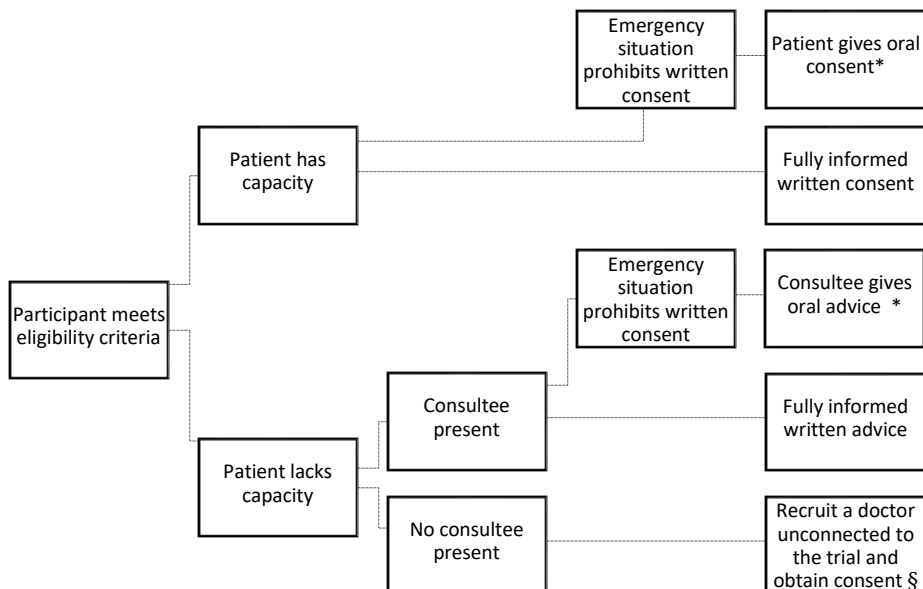 Emergency
situation
prohibits written
consent
Patient gives oral
consent*
Patient has
capacity
Fully informed
written consent
Participant meets
eligibility criteria
Emergency
situation
prohibits written
consent
Consultee gives
oral advice *
Consultee
present
Fully informed
written advice
Patient lacks
capacity
No consultee
present
Recruit a doctor
unconnected to
the trial and
obtain consent §